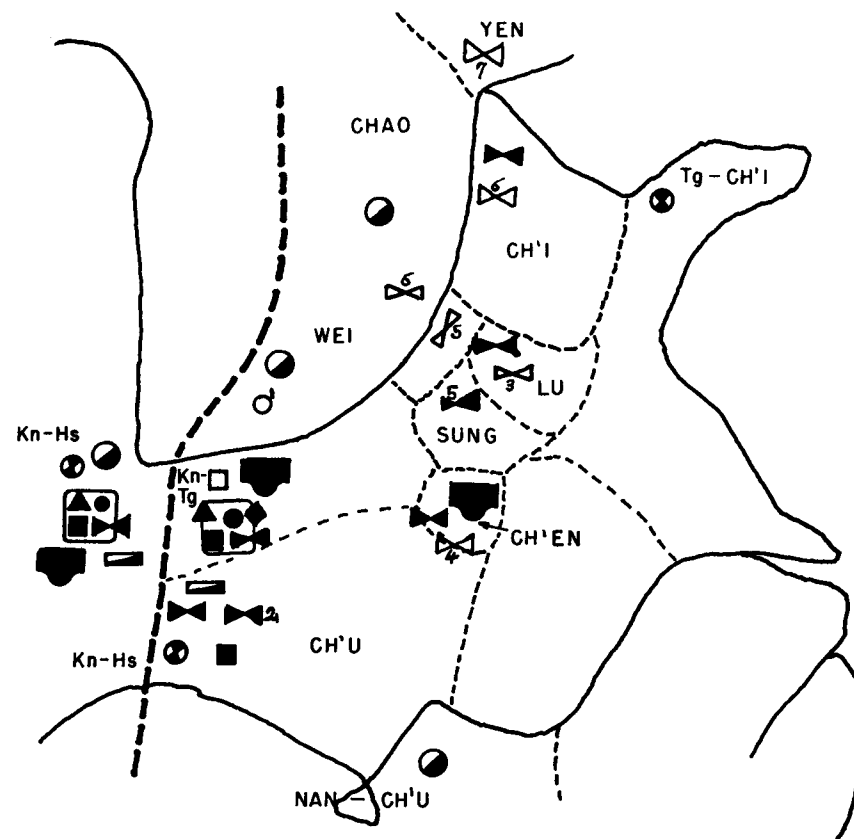 YEN
7
CHAO
Tg-CH'I
6
CH'I
6
WEI
5
3
LU
1
5
SUNG
Kn-Hs
Kn-
Tg
CH'EN
4
2
CH'U
Kn-Hs
NAN-CH'U